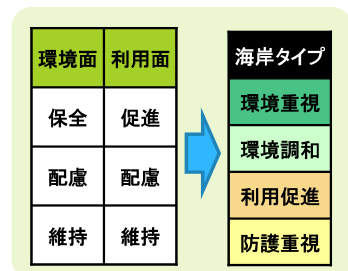 環境面 利用面
保全 促進
配慮 配慮
維持 維持
海岸タイプ
環境重視
環境調和
利用促進
防護重視